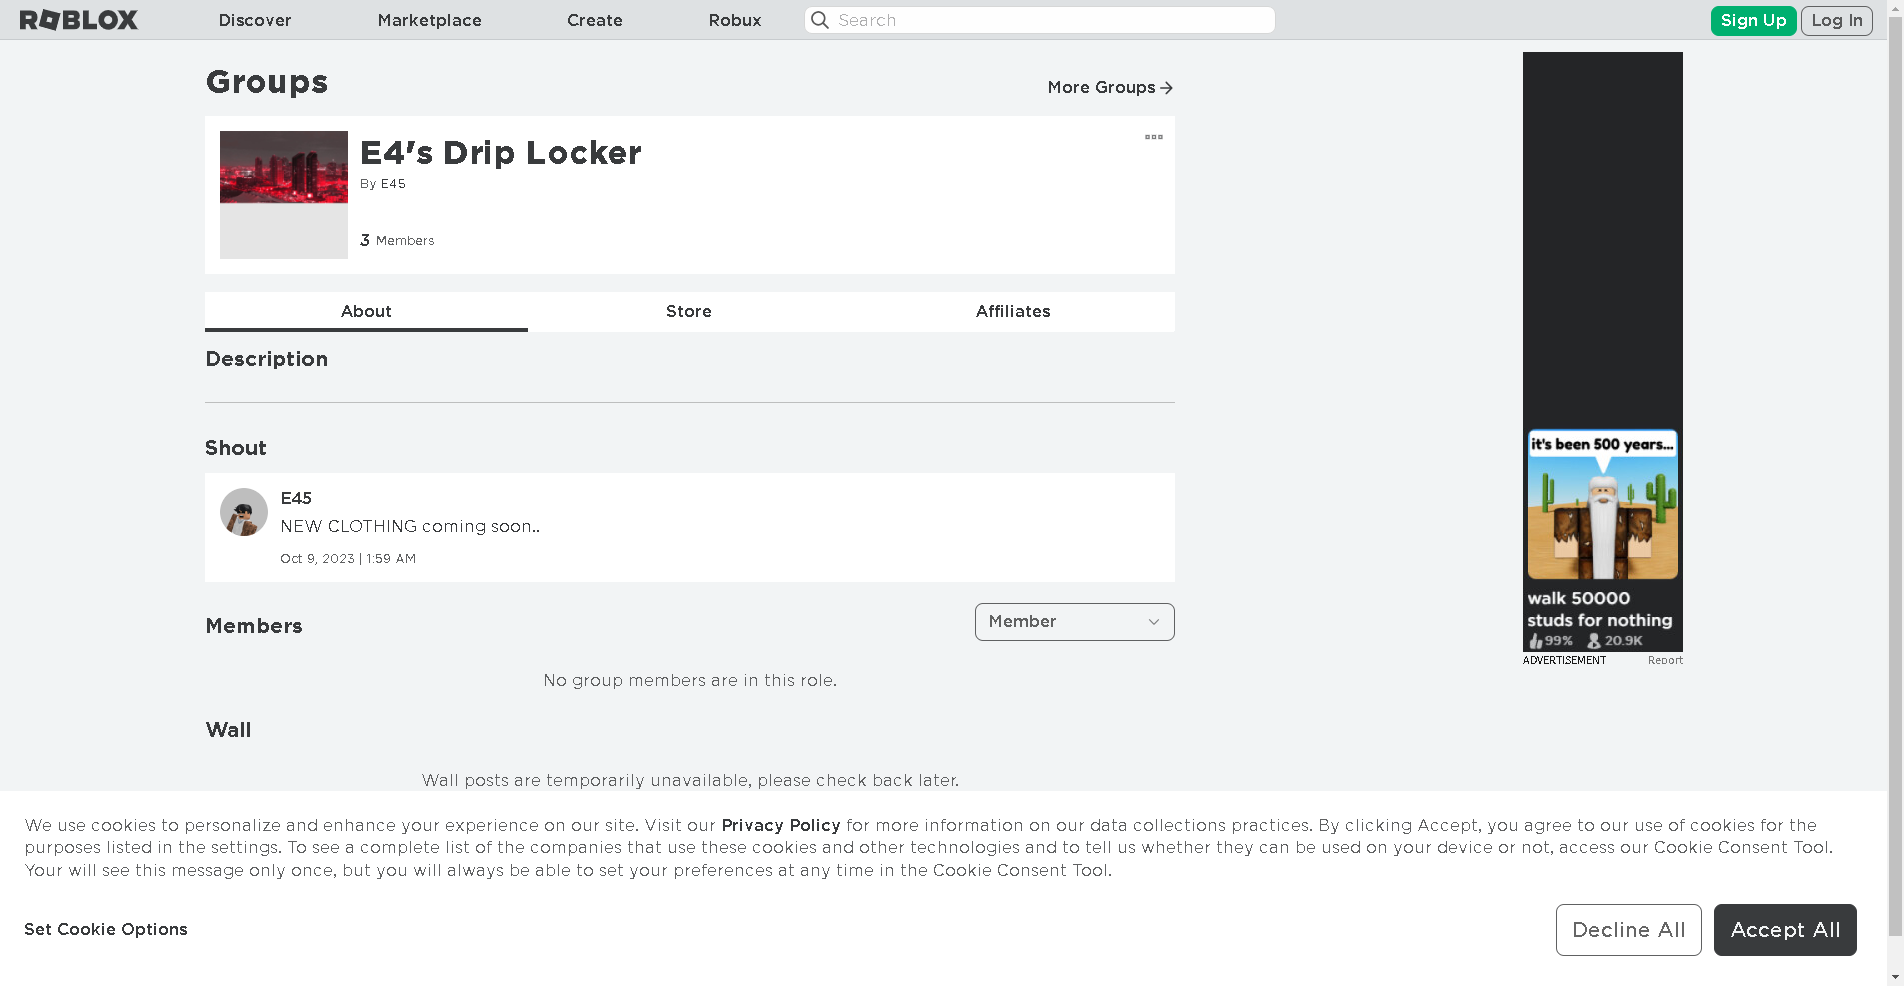 ROBLOX Discover Marketplace Create Robux Search Sign Up Log In
Groups
More Groups
E4's Drip Locker
By E45
3 Members
About Store Affiliates
Description
Shout
E45
NEW CLOTHING coming soon..
Oct 9, 2023 | 1:59 AM
Members
Member
No group members are in this role.
Wall
Wall posts are temporarily unavailable, please check back later.
it's been 500 years...
walk 50000
studs for nothing
99% 20.9K
ADVERTISEMENT Report
We use cookies to personalize and enhance your experience on our site. Visit our Privacy Policy for more information on our data collections practices. By clicking Accept, you agree to our use of cookies for the
purposes listed in the settings. To see a complete list of the companies that use these cookies and other technologies and to tell us whether they can be used on your device or not, access our Cookie Consent Tool.
Your will see this message only once, but you will always be able to set your preferences at any time in the Cookie Consent Tool.
Set Cookie Options
Decline All
Accept All